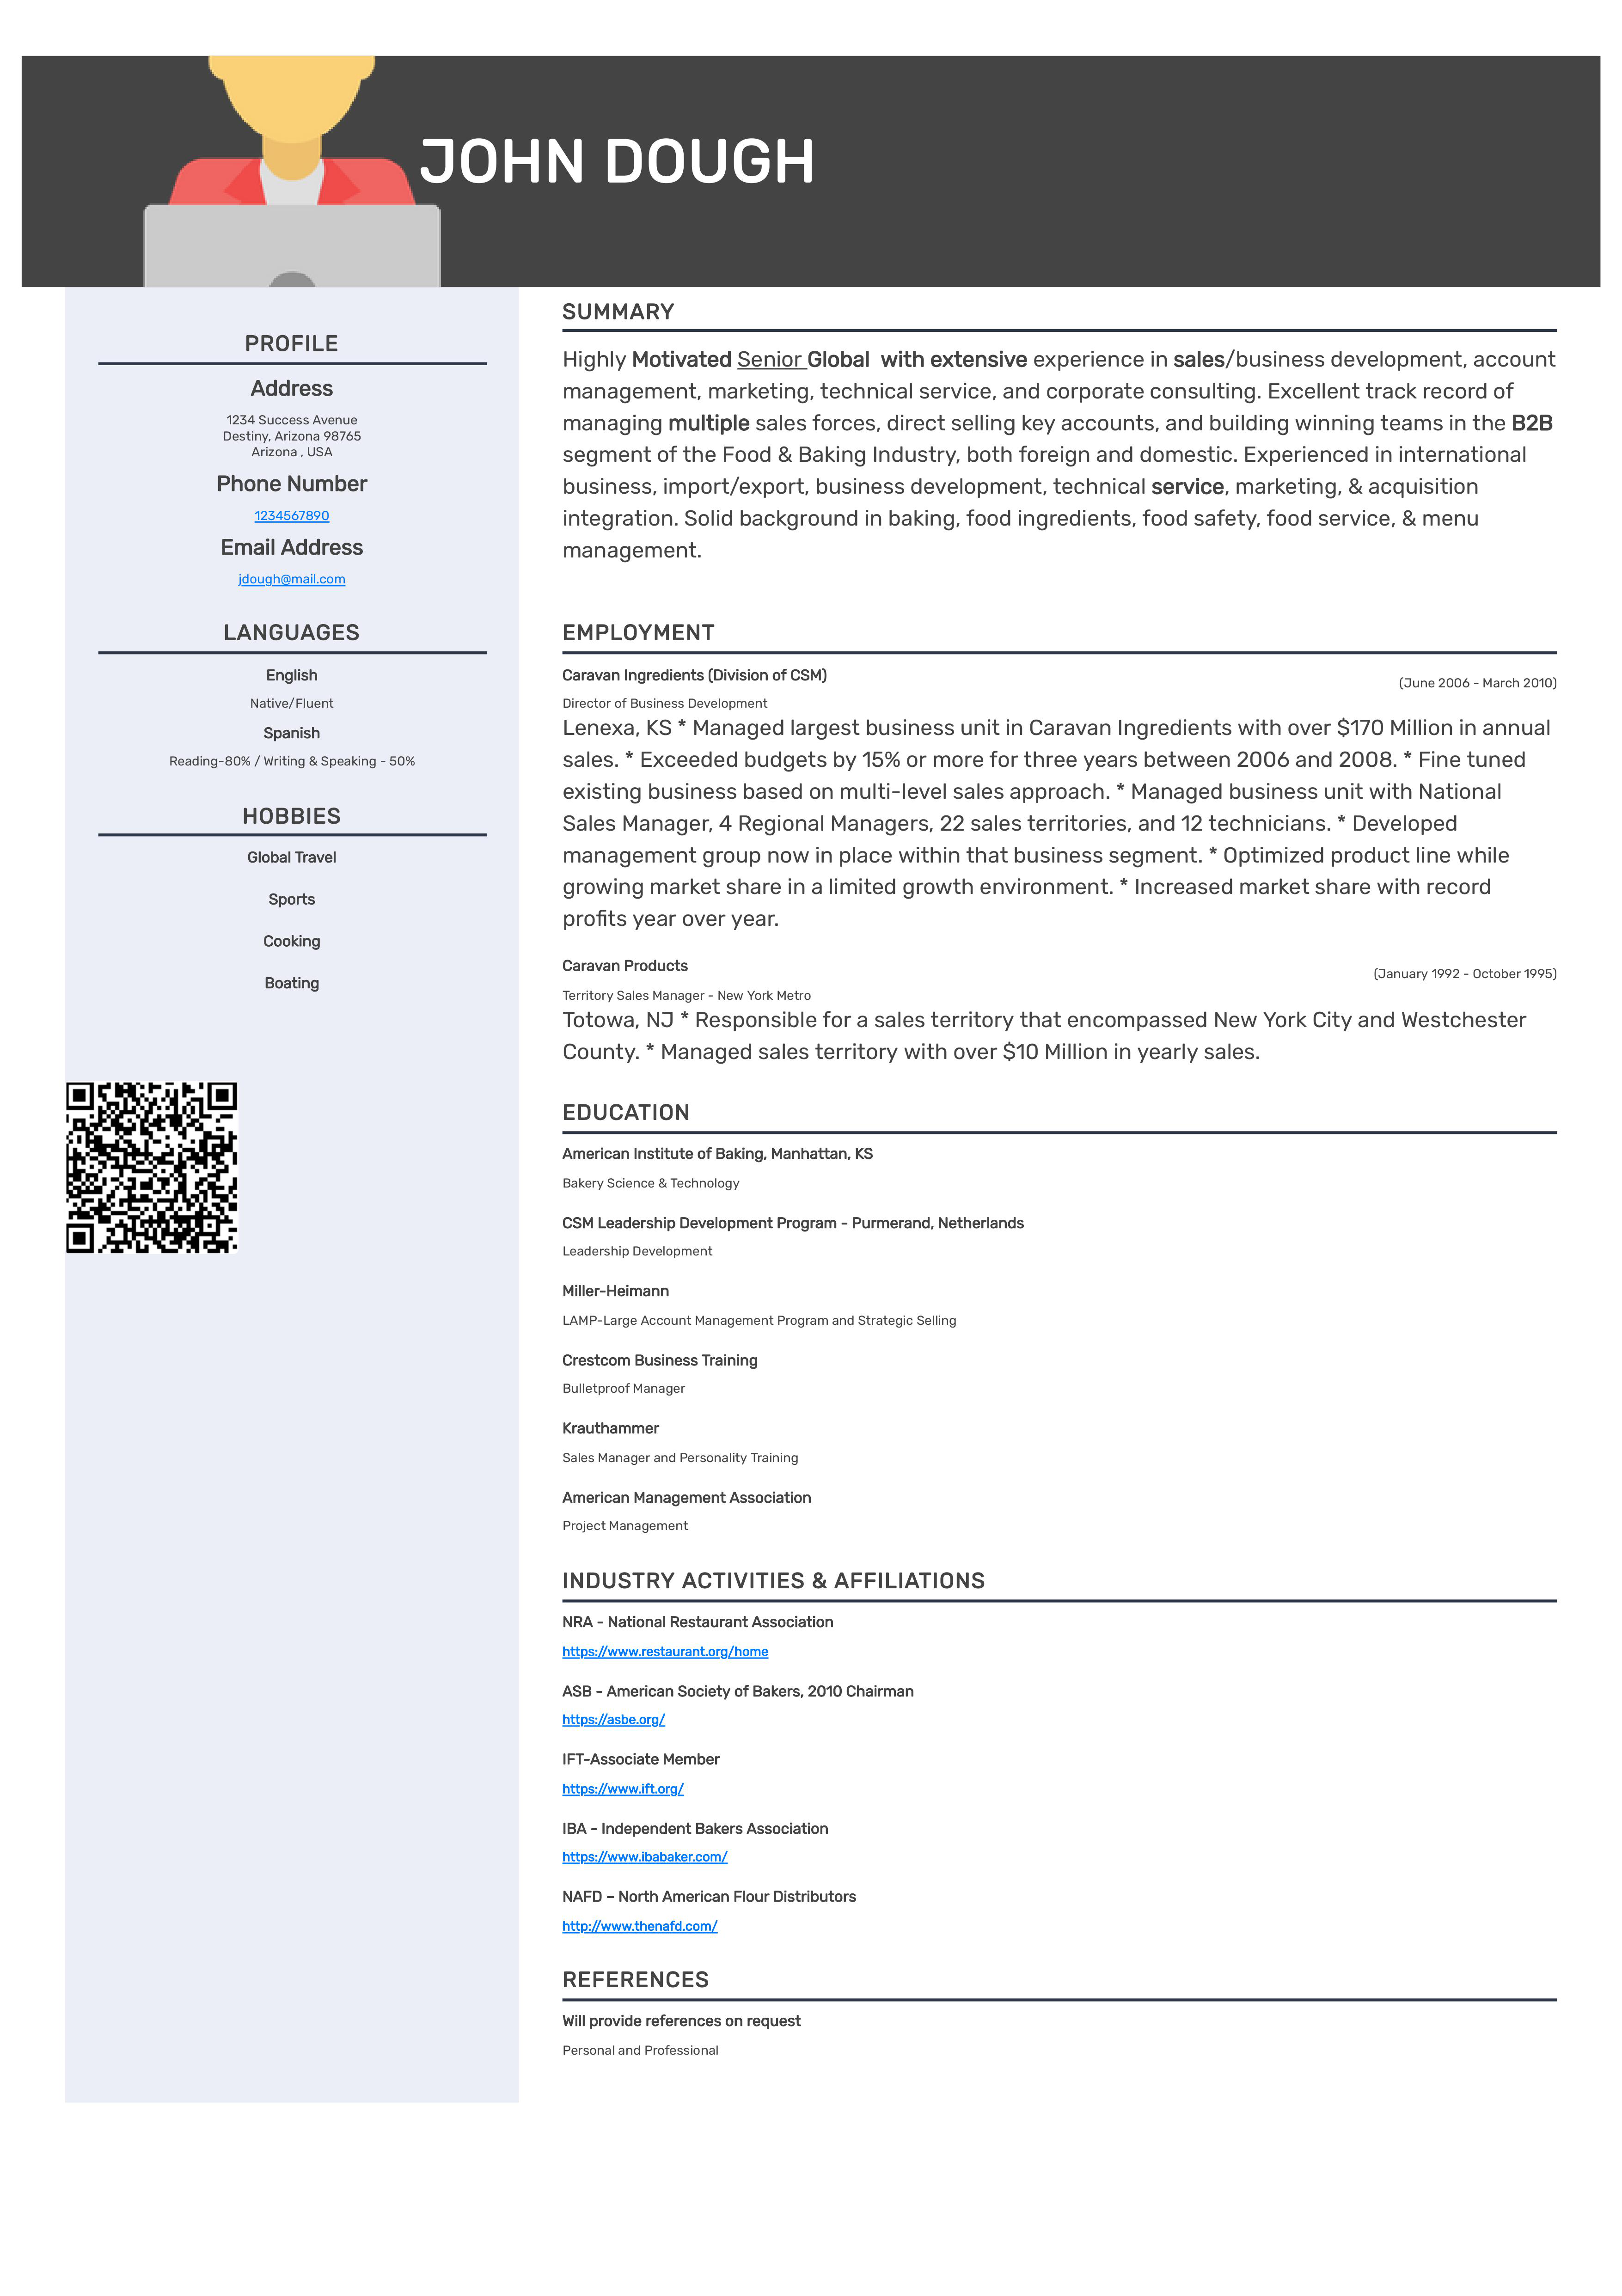 JOHN DOUGH
PROFILE
Address
1234 Success Avenue
Destiny, Arizona 98765
Arizona , USA
Phone Number
1234567890
Email Address
jdough@mail.com
LANGUAGES
English
Native/Fluent
Spanish
Reading-80% / Writing & Speaking - 50%
HOBBIES
Global Travel
Sports
Cooking
Boating
SUMMARY
Highly Motivated Senior Global  with extensive experience in sales/business development, account
management, marketing, technical service, and corporate consulting. Excellent track record of
managing multiple sales forces, direct selling key accounts, and building winning teams in the B2B
segment of the Food & Baking Industry, both foreign and domestic. Experienced in international
business, import/export, business development, technical service, marketing, & acquisition
integration. Solid background in baking, food ingredients, food safety, food service, & menu
management.
EMPLOYMENT
Caravan Ingredients (Division of CSM)
(June 2006 - March 2010)
Director of Business Development
Lenexa, KS * Managed largest business unit in Caravan Ingredients with over $170 Million in annual
sales. * Exceeded budgets by 15% or more for three years between 2006 and 2008. * Fine tuned
existing business based on multi-level sales approach. * Managed business unit with National
Sales Manager, 4 Regional Managers, 22 sales territories, and 12 technicians. * Developed
management group now in place within that business segment. * Optimized product line while
growing market share in a limited growth environment. * Increased market share with record
profits year over year.
Caravan Products
(January 1992 - October 1995)
Territory Sales Manager - New York Metro
Totowa, NJ * Responsible for a sales territory that encompassed New York City and Westchester
County. * Managed sales territory with over $10 Million in yearly sales.
EDUCATION
American Institute of Baking, Manhattan, KS
Bakery Science & Technology
CSM Leadership Development Program - Purmerand, Netherlands
Leadership Development
Miller-Heimann
LAMP-Large Account Management Program and Strategic Selling
Crestcom Business Training
Bulletproof Manager
Krauthammer
Sales Manager and Personality Training
American Management Association
Project Management
INDUSTRY ACTIVITIES & AFFILIATIONS
NRA - National Restaurant Association
https://www.restaurant.org/home
ASB - American Society of Bakers, 2010 Chairman
https://asbe.org/
IFT-Associate Member
https://www.ift.org/
IBA - Independent Bakers Association
https://www.ibabaker.com/
NAFD – North American Flour Distributors
http://www.thenafd.com/
REFERENCES
Will provide references on request
Personal and Professional